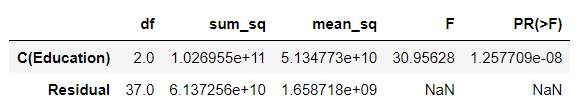 df sum_sq mean_sq F PR(>F)
C(Education) 2.0 1.026955e+11 5.134773e+10 30.95628 1.257709e-08
Residual 37.0 6.137256e+10 1.658718e+09 NaN NaN